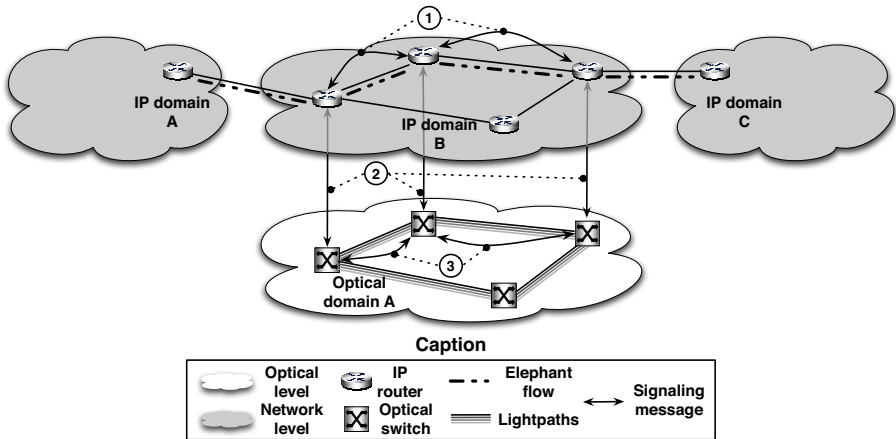 1
IP domain
A
IP domain
B
IP domain
C
2
3
Optical
domain A
Caption
Optical
level
IP
router
Elephant
flow
Signaling
message
Network
level
Optical
switch
Lightpaths